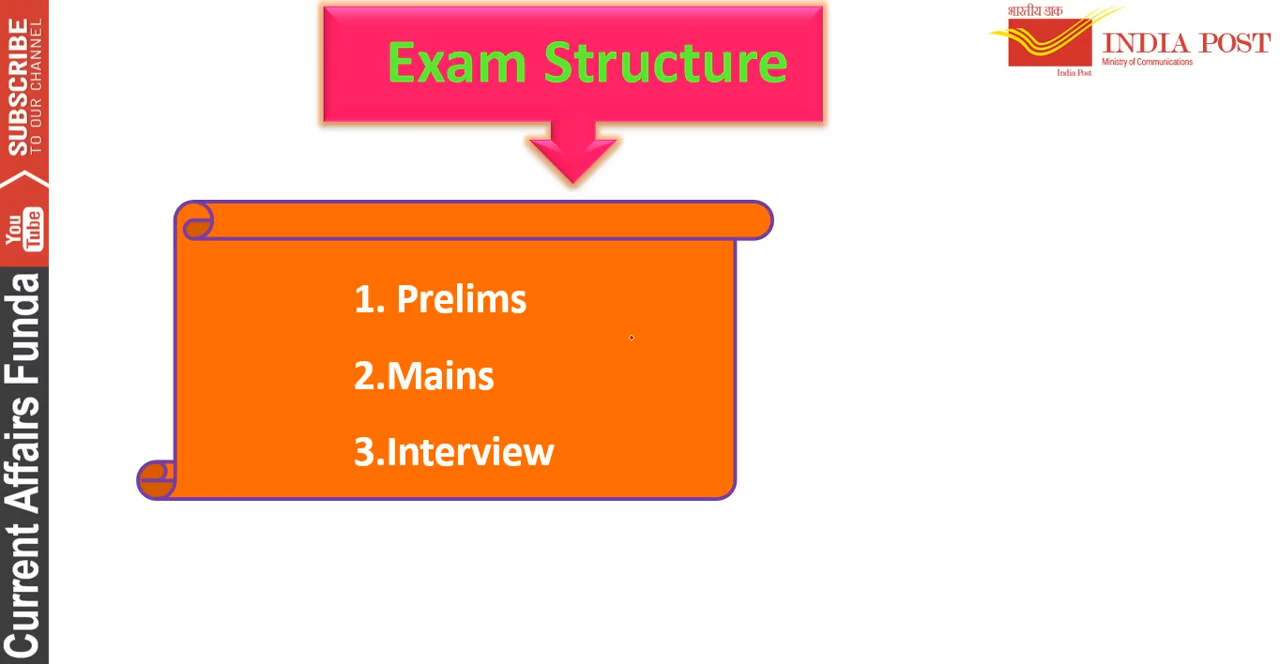 Exam Structure
भारतीय डाक
INDIA POST
Ministry of Communications
India Post
1. Prelims
2.Mains
3.Interview
SUBSCRIBE
TO OUR CHANNEL
You
Tube
Current Affairs Funda